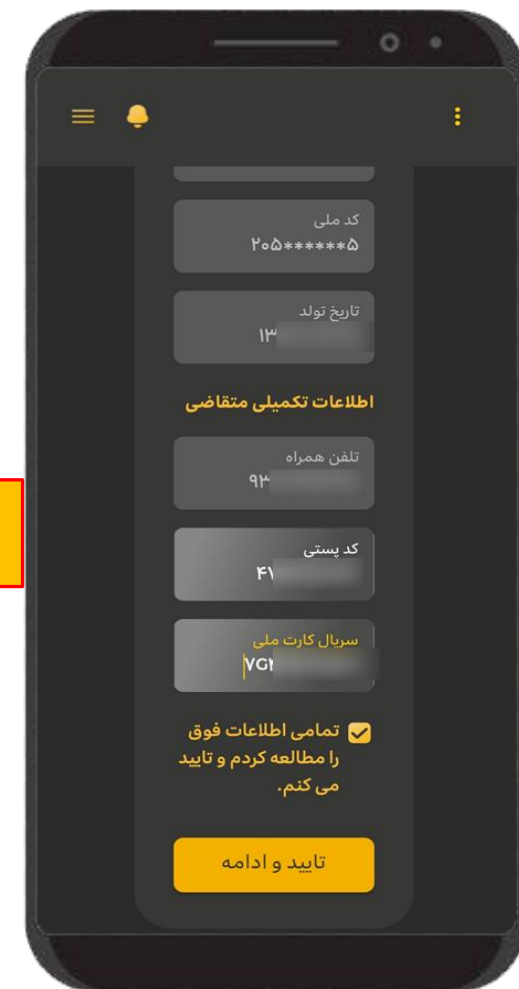 کد ملی
۲۰۵******۵
تاریخ تولد
۱۳
اطلاعات تکمیلی متقاضی
تلفن همراه
۹۳
کد پستی
۴۷
سریال کارت ملی
تمامی اطلاعات فوق
را مطالعه کردم و تایید
می کنم.
تایید و ادامه